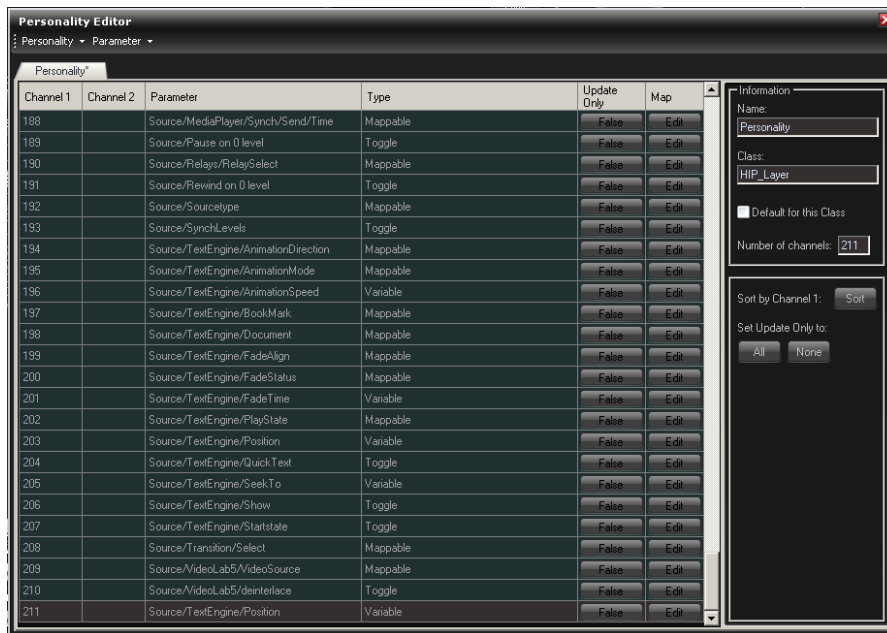 Personality Editor
Personality Parameter
Personality*
Channel 1 Channel 2 Parameter Type Update Only Map
188 Source/MediaPlayer/Synch/Send/Time Mappable False Edit
189 Source/Pause on 0 level Toggle False Edit
190 Source/Relays/RelaySelect Mappable False Edit
191 Source/Rewind on 0 level Toggle False Edit
192 Source/Sourcetype Mappable False Edit
193 Source/SynchLevels Toggle False Edit
194 Source/TextEngine/AnimationDirection Mappable False Edit
195 Source/TextEngine/AnimationMode Mappable False Edit
196 Source/TextEngine/AnimationSpeed Variable False Edit
197 Source/TextEngine/BookMark Mappable False Edit
198 Source/TextEngine/Document Mappable False Edit
199 Source/TextEngine/FadeAlign Mappable False Edit
200 Source/TextEngine/FadeStatus Mappable False Edit
201 Source/TextEngine/FadeTime Variable False Edit
202 Source/TextEngine/PlayState Mappable False Edit
203 Source/TextEngine/Position Variable False Edit
204 Source/TextEngine/QuickText Toggle False Edit
205 Source/TextEngine/SeekTo Variable False Edit
206 Source/TextEngine/Show Toggle False Edit
207 Source/TextEngine/Startstate Toggle False Edit
208 Source/Transition/Select Mappable False Edit
209 Source/VideoLab5/VideoSource Mappable False Edit
210 Source/VideoLab5/deinterlace Toggle False Edit
211 Source/TextEngine/Position Variable False Edit
Information
Name:
Personality
Class:
HIP_Layer
Default for this Class
Number of channels: 211
Sort by Channel 1: Sort
Set Update Only to:
All None